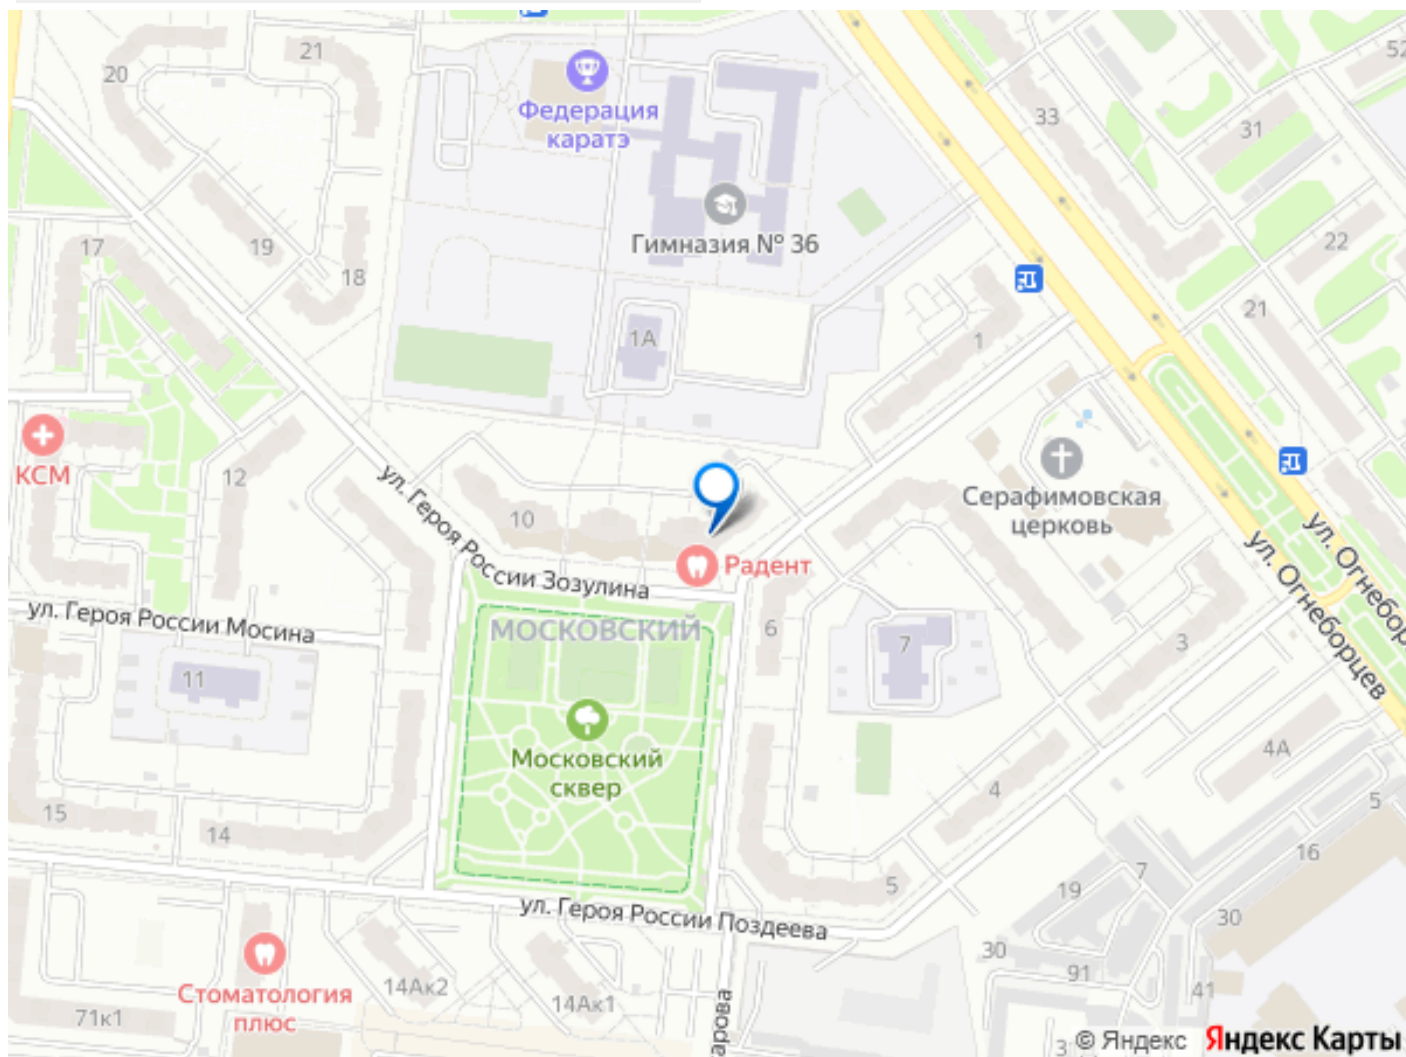 21
20
Федерация
каратэ
33
52
31
Гимназия № 36
17
19
18
22
21
1А
1
КСМ
12
ул. Героя России Зозулина
10
Серафимовская
церковь
Радент
ул. Огнеборцев
ул. Огнебор
ул. Героя России Мосина
МОСКОВСКИЙ
6
7
3
11
Московский
сквер
4А
4
5
15
14
16
7
19
5
ул. Героя России Поздеева
30
30
91
41
Стоматология
плюс
14Ак2
14Ак1
71к1
арова
3
© Яндекс Яндекс Карты